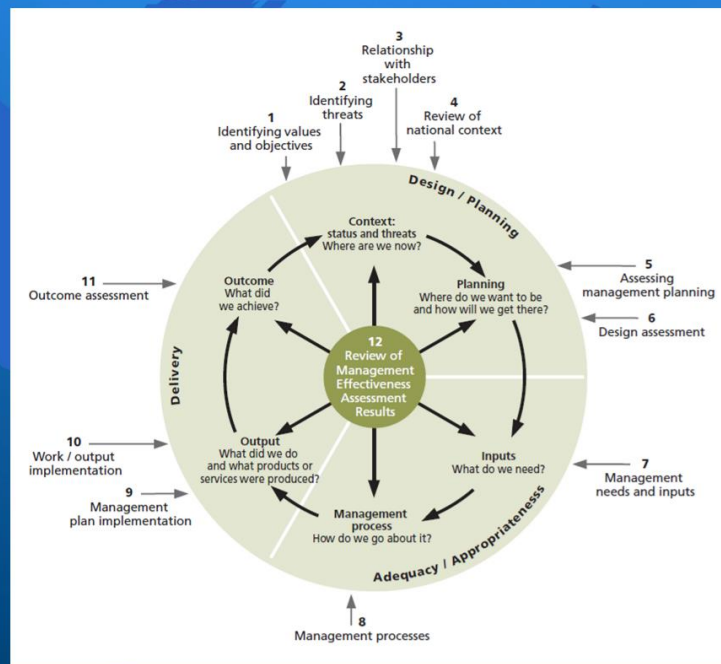 3
Relationship
with
stakeholders
2
Identifying
threats
4
Review of
national context
1
Identifying values
and objectives
Design / Planning
Context:
status and threats
Where are we now?
5
Assessing
management planning
11
Outcome assessment
Outcome
What did
we achieve?
Planning
Where do we want to be
and how will we get there?
6
Design assessment
12
Review of
Management
Effectiveness
Assessment
Results
Delivery
10
Work / output
implementation
Output
What did we do
and what products or
services were produced?
Inputs
What do we need?
7
Management
needs and inputs
9
Management
plan implementation
Management
process
How do we go about it?
Adequacy / Appropriatenesss
8
Management processes